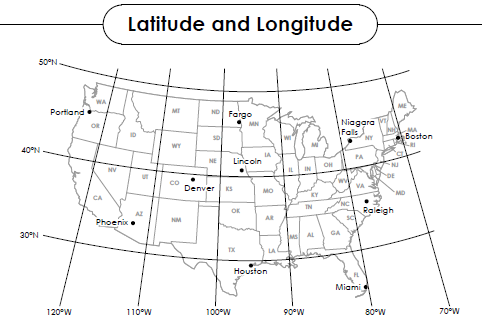 Latitude and Longitude
50°N
WA
MT
ND
Fargo
MN
ME
Portland
OR
ID
SD
WI
MI
Niagara
Falls
VT
NH
MA
NY
Boston
RI
CT
40°N
WY
NE
IA
Lincoln
PA
NJ
NV
UT
CO
Denver
KS
MO
IL
IN
OH
WV
VA
DE
MD
CA
AZ
Phoenix
NM
OK
AR
KY
TN
NC
Raleigh
SC
30°N
TX
LA
MS
AL
GA
Houston
FL
Miami
120°W
110°W
100°W
90°W
80°W
70°W